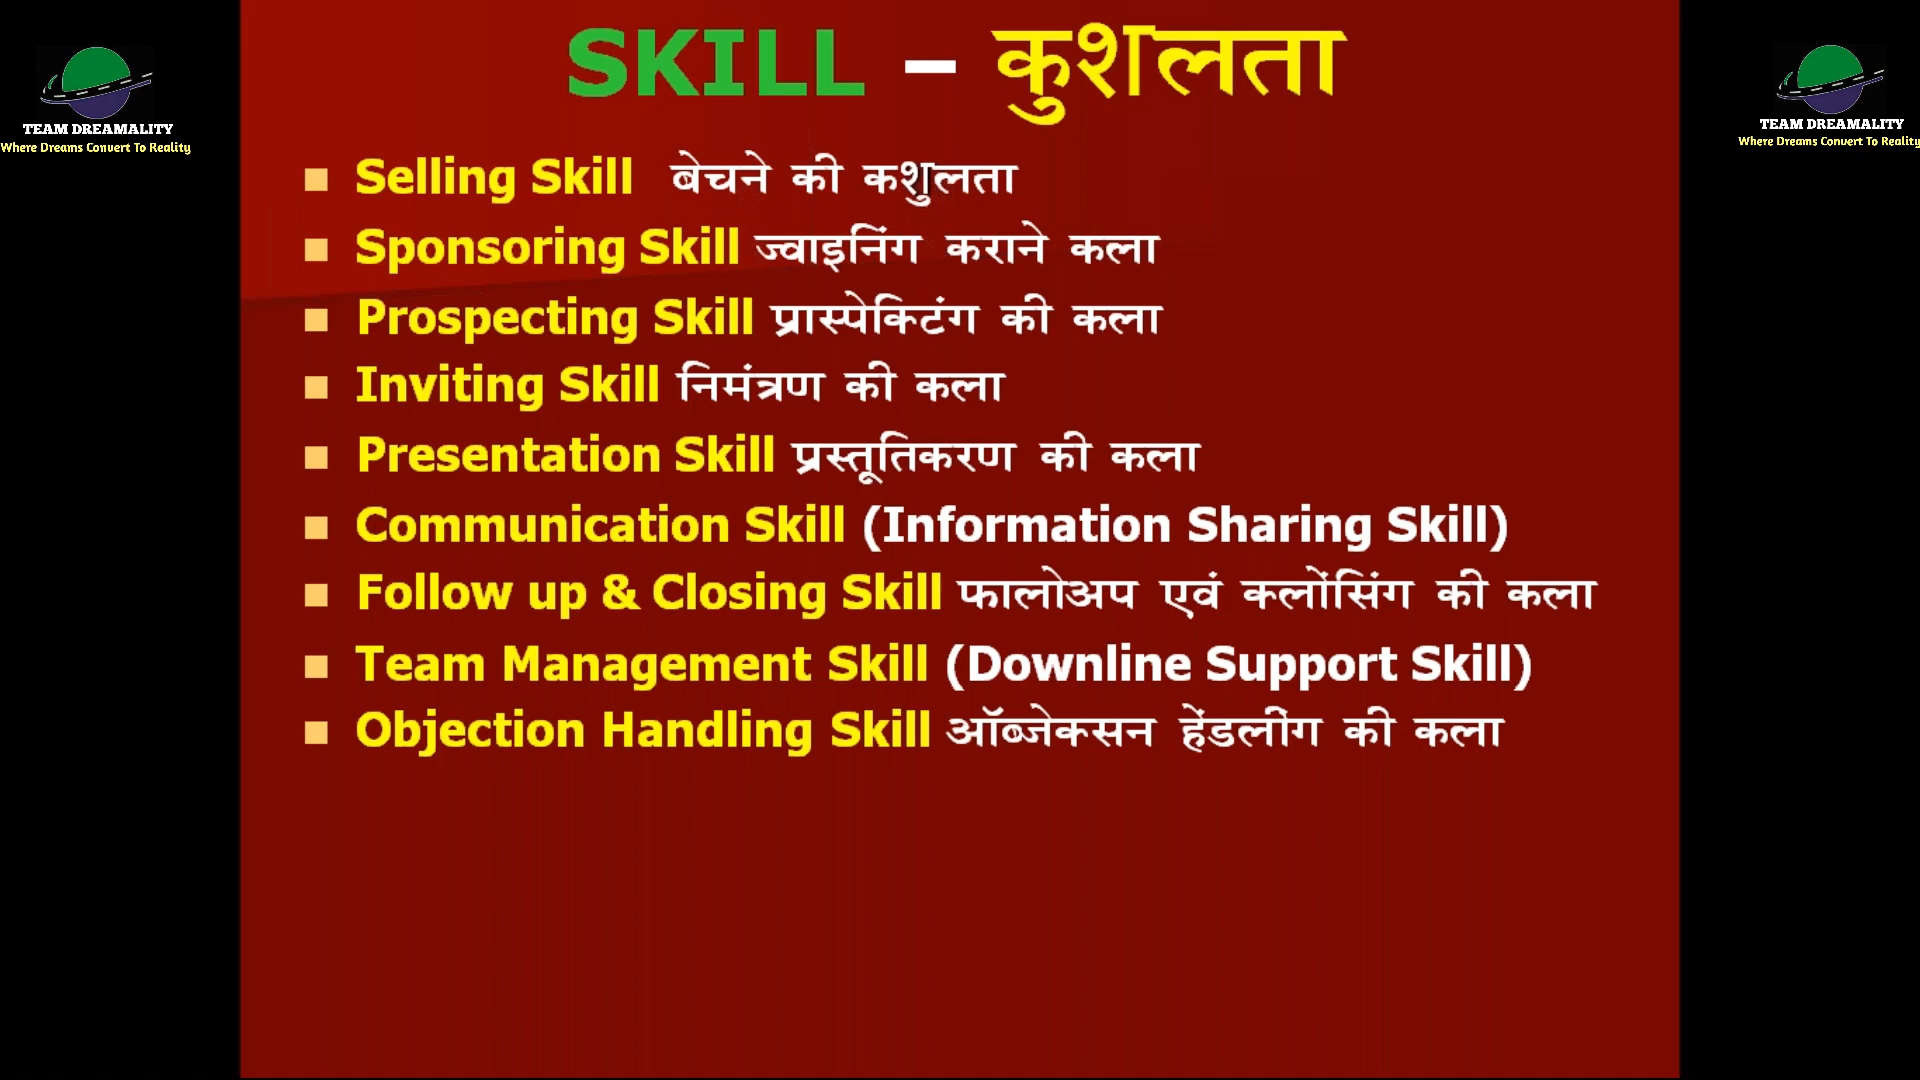 SKILL – कुशलता
TEAM DREAMALITY
Where Dreams Convert To Reality
TEAM DREAMALITY
Where Dreams Convert To Reality
Selling Skill बेचने की कशुलता
Sponsoring Skill ज्वाइनिंग कराने कला
Prospecting Skill प्रास्पेक्टिंग की कला
Inviting Skill निमंत्रण की कला
Presentation Skill प्रस्तूतिकरण की कला
Communication Skill (Information Sharing Skill)
Follow up & Closing Skill फालोअप एवं क्लोंसिंग की कला
Team Management Skill (Downline Support Skill)
Objection Handling Skill ऑब्जेक्सन हेंडलींग की कला